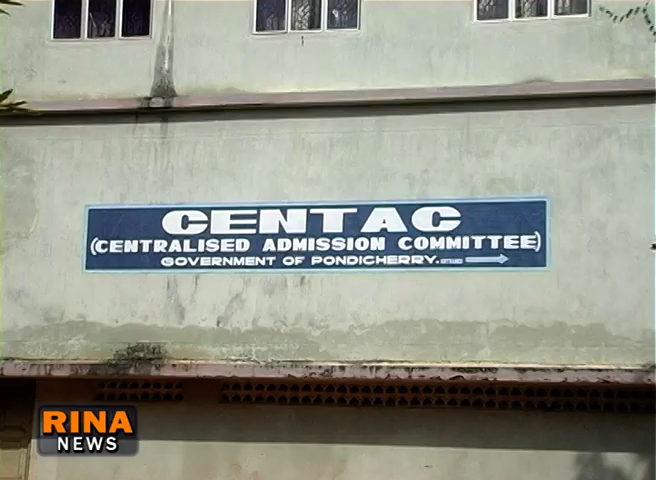 CENTAC
(CENTRALISED ADMISSION COMMITTEE)
GOVERNMENT OF PONDICHERRY.
RINA
NEWS